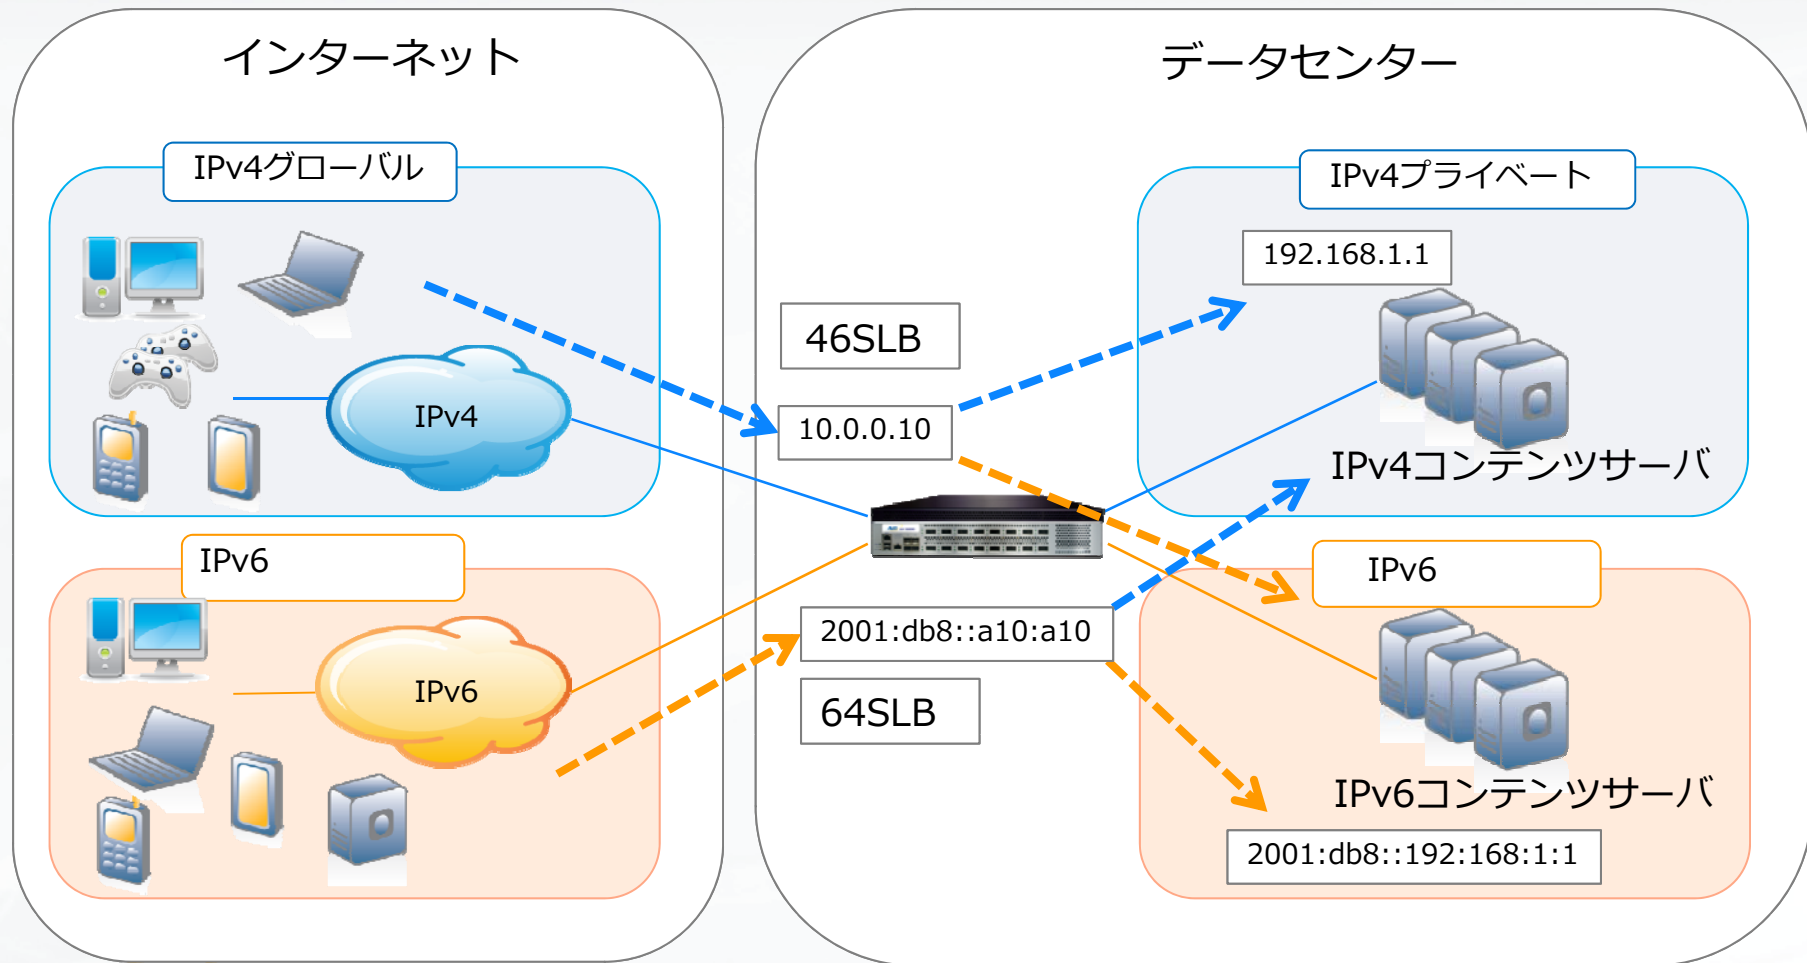 インターネット
データセンター
IPv4グローバル
IPv4プライベート
192.168.1.1
46SLB
IPv4
10.0.0.10
IPv4コンテンツサーバ
IPv6
IPv6
2001:db8::a10:a10
IPv6
64SLB
IPv6コンテンツサーバ
2001:db8::192:168:1:1